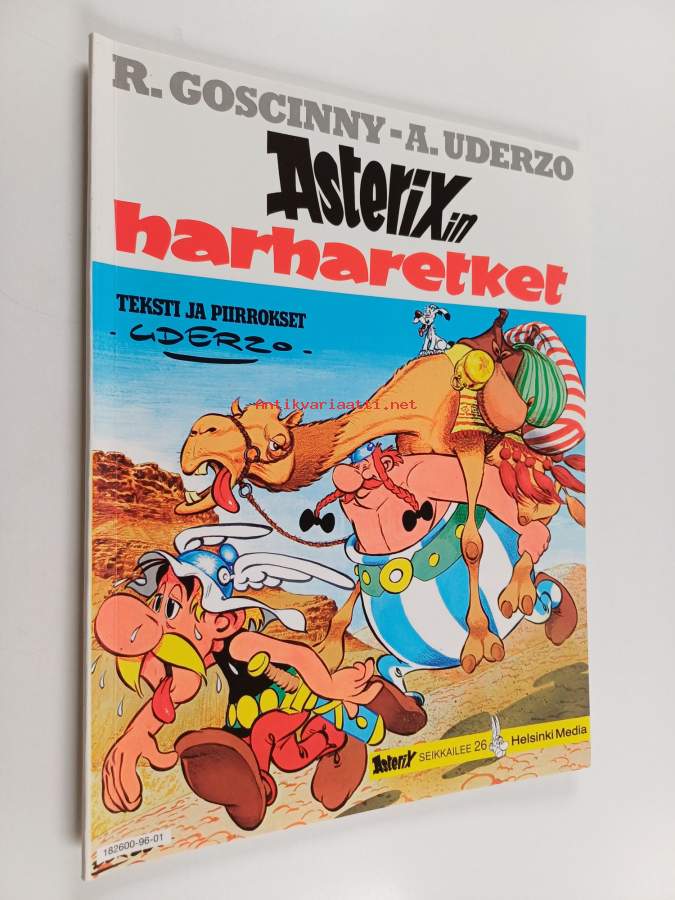 R. GOSCINNY - A. UDERZO
Asterixin
harharetket
TEKSTI JA PIIRROKSET
· UDERZO ·
Antikvariaatti.net
Asterix SEIKKAILEE 26 Helsinki Media
182600-96-01